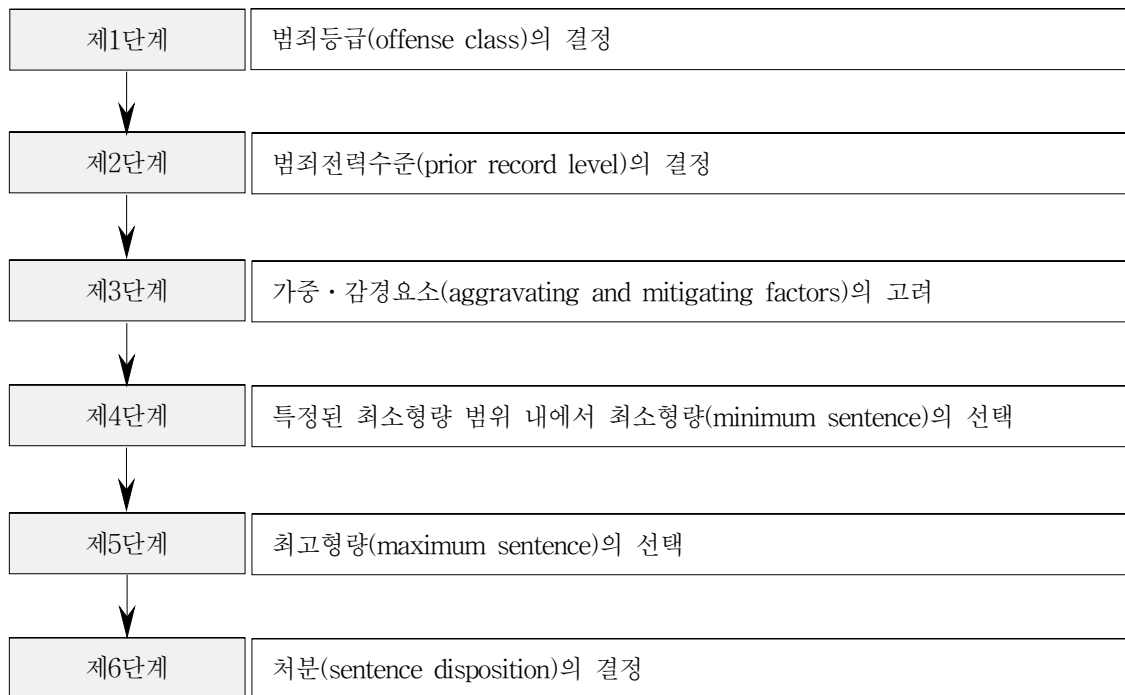 제1단계 범죄등급(offense class)의 결정
제2단계 범죄전력수준(prior record level)의 결정
제3단계 가중・감경요소(aggravating and mitigating factors)의 고려
제4단계 특정된 최소형량 범위 내에서 최소형량(minimum sentence)의 선택
제5단계 최고형량(maximum sentence)의 선택
제6단계 처분(sentence disposition)의 결정